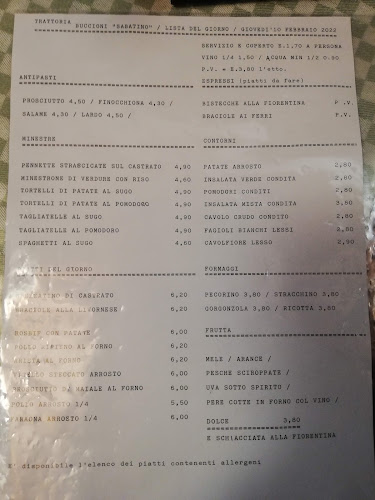 TRATTORIA BUCCIONI "SABATINO" / LISTA DEL GIORNO / GIOVEDI'10 FEBBRAIO 2022
SERVIZIO E COPERTO E.1,70 A PERSONA
VINO 1/4 1,50 / ACQUA MIN 1/2 0.90
P.V. = E.3,80 l'etto.
ANTIPASTI
ESPRESSI (piatti da fare)
PROSCIUTTO 4,50 / FINOCCHIONA 4,50 /
SALAME 4,50 / LARDO 4,50 /
BISTECCHE ALLA FIORENTINA P.V.
BRACIOLE AI FERRI P.V.
MINESTRE
PENNETTE STRASCICATE SUL CASTRATO 4,90
MINESTRONE DI VERDURE CON RISO 4,60
TORTELLI DI PATATE AL SUGO 4,90
TORTELLI DI PATATE AL POMODORO 4,90
TAGLIATELLE AL SUGO 4,80
TAGLIATELLE AL POMODORO 4,90
SPAGHETTI AL SUGO 4,60
CONTORNI
PATATE ARROSTO 2,80
INSALATA VERDE CONDITA 2,80
POMODORI CONDITI 2,80
INSALATA MISTA CONDITA 3,60
CAVOLO CRUDO CONDITO 2,80
FAGIOLI BIANCHI LESSI 2,80
CAVOLFIORE LESSO 2,90
DEL GIORNO
DI CASTRATO 6,20
BRACIOLE ALLA LIVORNESE 6,20
ROSBIF CON PATATE 6,00
POLLO RIPIENO AL FORNO 6,20
AL FORNO 6,20
ARROSTO 6,00
DI MAIALE AL FORNO 6,00
POLLO ARROSTO 1/4 5,50
ARROSTO 1/4 6,00
FORMAGGI
PECORINO 3,80 / STRACCHINO 3,80
GORGONZOLA 3,80 / RICOTTA 3,80
FRUTTA
MELE / ARANCE /
PESCHE SCIROPPATE /
UVA SOTTO SPIRITO /
PERE COTTE IN FORNO COL VINO /
DOLCE 3,80
E SCHIACCIATA ALLA FIORENTINA
E' disponibile l'elenco dei piatti contenenti allergeni